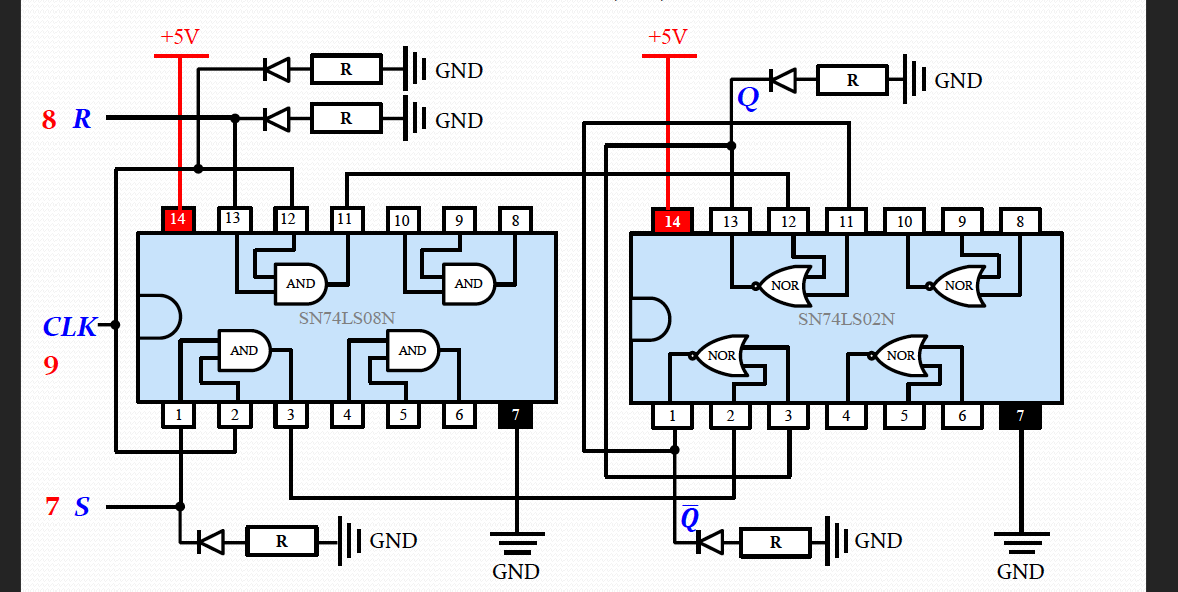 +5V
+5V
R GND
Q R GND
8 R R GND
14 13 12 11 10 9 8
14 13 12 11 10 9 8
AND AND
NOR NOR
SN74LS08N
SN74LS02N
CLK
AND AND
NOR NOR
9
1 2 3 4 5 6 7
1 2 3 4 5 6 7
7 S
Q̅
R GND
R GND
GND
GND